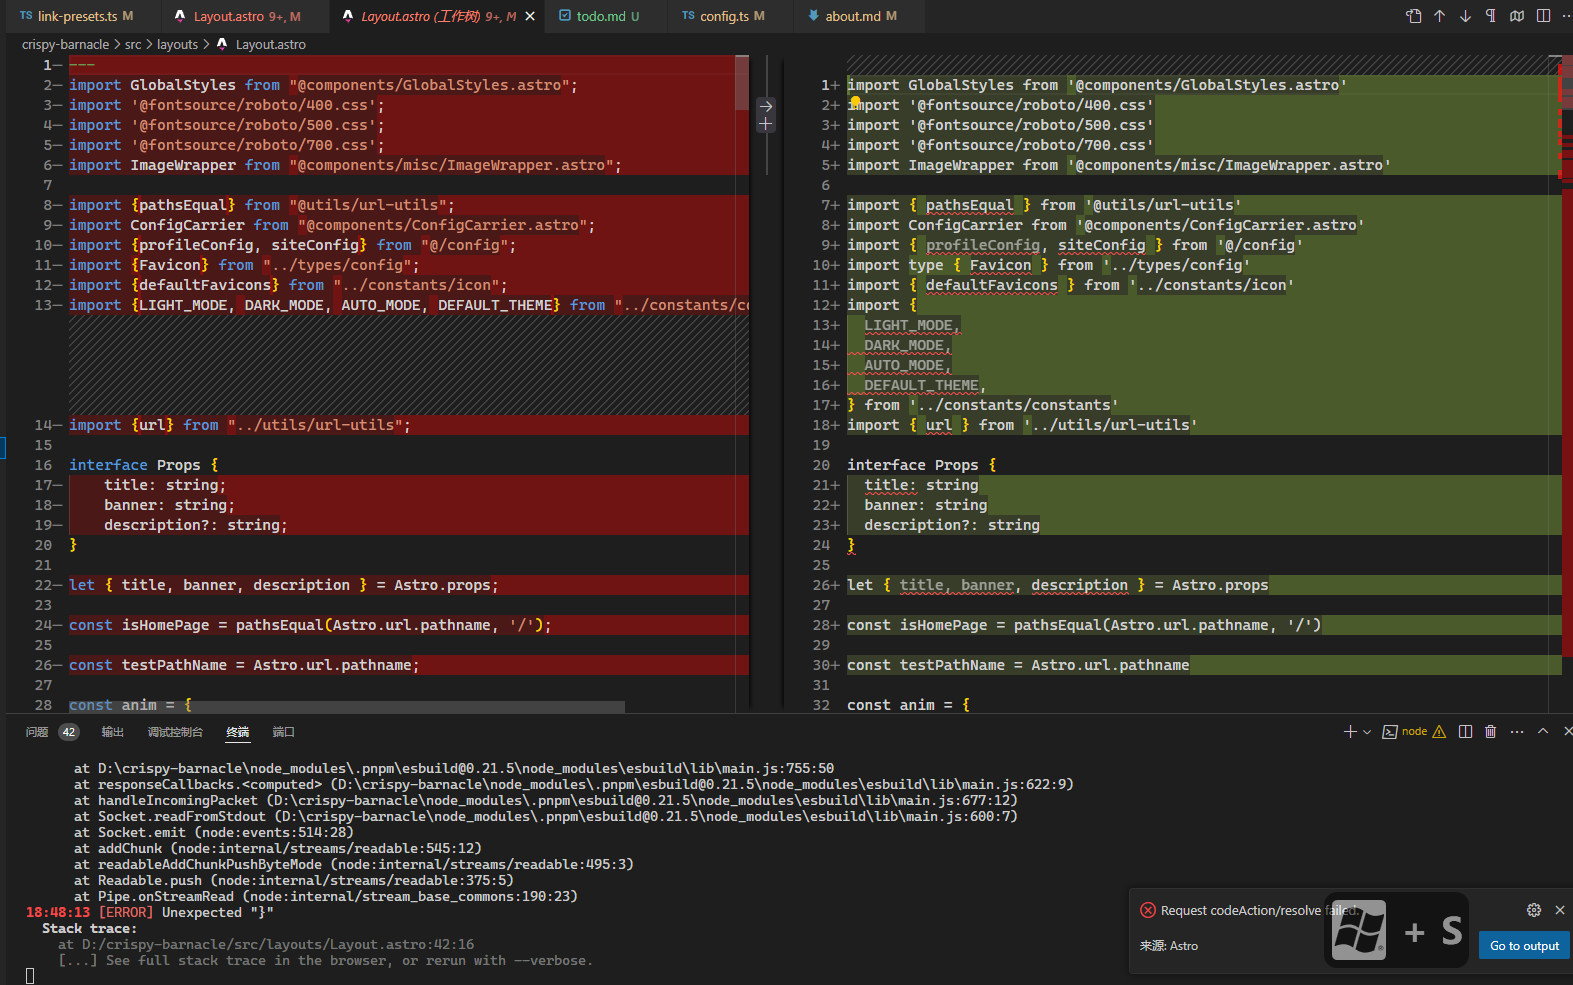 TS link-presets.ts M
Layout.astro 9+, M
Layout.astro (工作树) 9+, M
todo.md U
TS config.ts M
about.md M
crispy-barnacle > src > layouts > Layout.astro
1— ---
2— import GlobalStyles from "@components/GlobalStyles.astro";
3— import '@fontsource/roboto/400.css';
4— import '@fontsource/roboto/500.css';
5— import '@fontsource/roboto/700.css';
6— import ImageWrapper from "@components/misc/ImageWrapper.astro";
7
8— import {pathsEqual} from "@utils/url-utils";
9— import ConfigCarrier from "@components/ConfigCarrier.astro";
10— import {profileConfig, siteConfig} from "@/config";
11— import {Favicon} from "../types/config";
12— import {defaultFavicons} from "../constants/icon";
13— import {LIGHT_MODE, DARK_MODE, AUTO_MODE, DEFAULT_THEME} from "../constants/co
14— import {url} from "../utils/url-utils";
15
16 interface Props {
17— title: string;
18— banner: string;
19— description?: string;
20 }
21
22— let { title, banner, description } = Astro.props;
23
24— const isHomePage = pathsEqual(Astro.url.pathname, '/');
25
26— const testPathName = Astro.url.pathname;
27
28 const anim = {
1+ import GlobalStyles from '@components/GlobalStyles.astro'
2+ import '@fontsource/roboto/400.css'
3+ import '@fontsource/roboto/500.css'
4+ import '@fontsource/roboto/700.css'
5+ import ImageWrapper from '@components/misc/ImageWrapper.astro'
6
7+ import { pathsEqual } from '@utils/url-utils'
8+ import ConfigCarrier from '@components/ConfigCarrier.astro'
9+ import { profileConfig, siteConfig } from '@/config'
10+ import type { Favicon } from '../types/config'
11+ import { defaultFavicons } from '../constants/icon'
12+ import {
13+ LIGHT_MODE,
14+ DARK_MODE,
15+ AUTO_MODE,
16+ DEFAULT_THEME,
17+ } from '../constants/constants'
18+ import { url } from '../utils/url-utils'
19
20 interface Props {
21+ title: string
22+ banner: string
23+ description?: string
24 }
25
26+ let { title, banner, description } = Astro.props
27
28+ const isHomePage = pathsEqual(Astro.url.pathname, '/')
29
30+ const testPathName = Astro.url.pathname
31
32 const anim = {
问题 42 输出 调试控制台 终端 端口
node
at D:\crispy-barnacle\node_modules\.pnpm\esbuild@0.21.5\node_modules\esbuild\lib\main.js:755:50
at responseCallbacks.<computed> (D:\crispy-barnacle\node_modules\.pnpm\esbuild@0.21.5\node_modules\esbuild\lib\main.js:622:9)
at handleIncomingPacket (D:\crispy-barnacle\node_modules\.pnpm\esbuild@0.21.5\node_modules\esbuild\lib\main.js:677:12)
at Socket.readFromStdout (D:\crispy-barnacle\node_modules\.pnpm\esbuild@0.21.5\node_modules\esbuild\lib\main.js:600:7)
at Socket.emit (node:events:514:28)
at addChunk (node:internal/streams/readable:545:12)
at readableAddChunkPushByteMode (node:internal/streams/readable:495:3)
at Readable.push (node:internal/streams/readable:375:5)
at Pipe.onStreamRead (node:internal/stream_base_commons:190:23)
18:48:13 [ERROR] Unexpected "}"
Stack trace:
at D:/crispy-barnacle/src/layouts/Layout.astro:42:16
[...] See full stack trace in the browser, or rerun with --verbose.
Request codeAction/resolve failed.
来源: Astro
Go to output
+ S